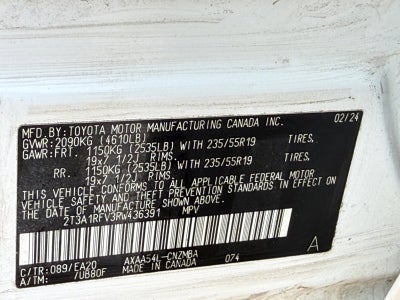 MFD.BY:TOYOTA MOTOR MANUFACTURING CANADA INC. 02/24
GVWR:2090KG (4610LB)
GAWR:FRT. 1150KG (2535LB) WITH 235/55R19 TIRES,
19x7 1/2J RIMS,
RR. 1150KG (2535LB) WITH 235/55R19 TIRES,
19x7 1/2J RIMS,
THIS VEHICLE CONFORMS TO ALL APPLICABLE FEDERAL MOTOR
VEHICLE SAFETY AND THEFT PREVENTION STANDARDS IN EFFECT
ON THE DATE OF MANUFACTURE SHOWN ABOVE.
2T3A1RFV3RW436391 MPV
C/TR:089/EA20 AXAA54L-CNZMBA A
A/TM: /UB80F MADE IN CANADA 074